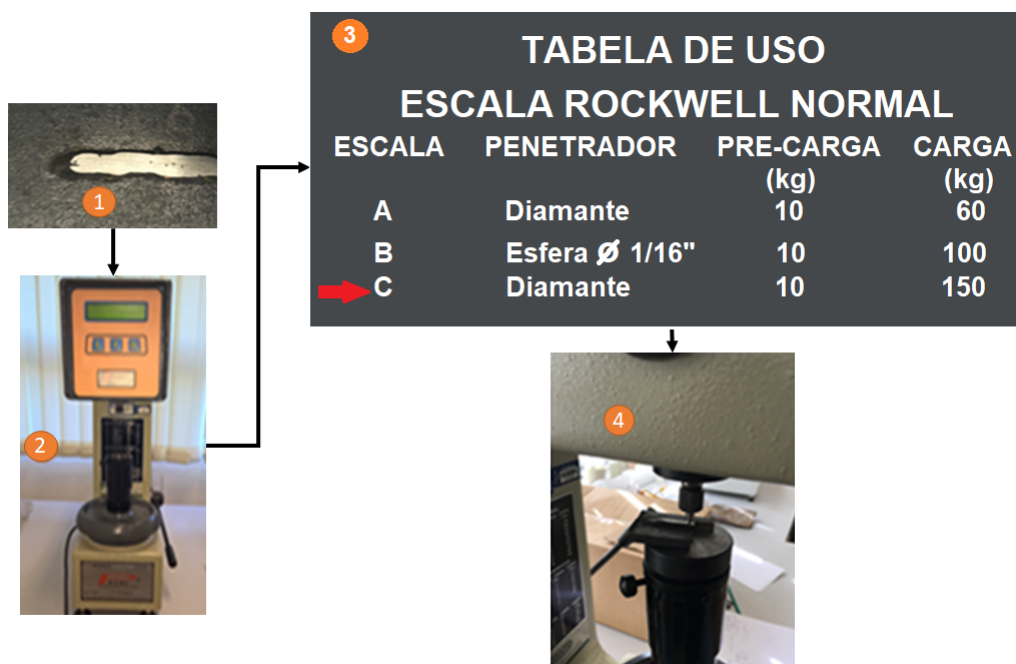 3
TABELA DE USO
ESCALA ROCKWELL NORMAL
ESCALA PENETRADOR PRE-CARGA CARGA
(kg) (kg)
A Diamante 10 60
B Esfera Ø 1/16" 10 100
C Diamante 10 150
1
2
4